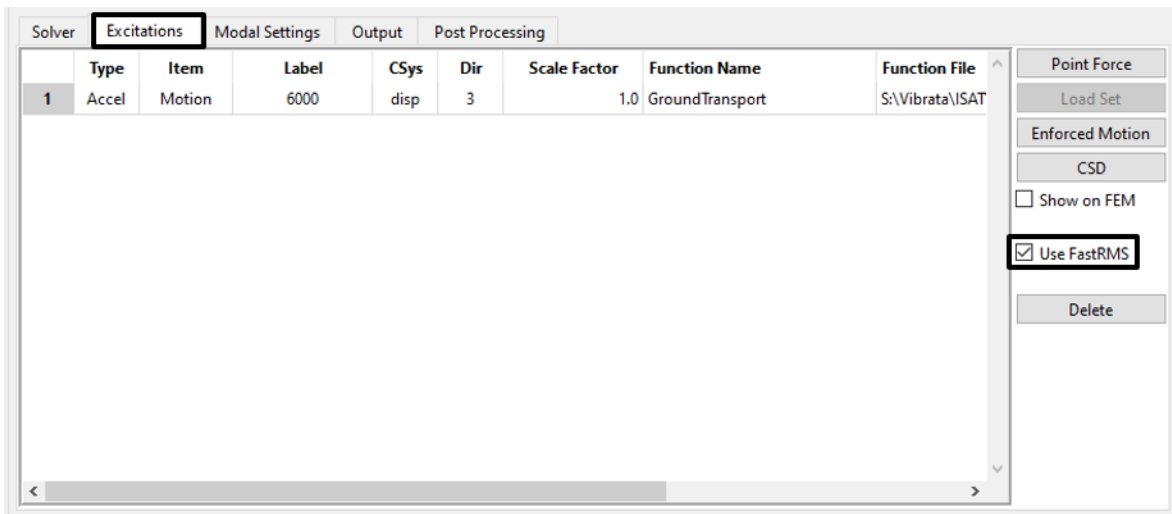 Solver Excitations Modal Settings Output Post Processing
Type Item Label CSys Dir Scale Factor Function Name Function File
1 Accel Motion 6000 disp 3 1.0 GroundTransport S:\Vibrata\ISAT
Point Force
Load Set
Enforced Motion
CSD
Show on FEM
Use FastRMS
Delete